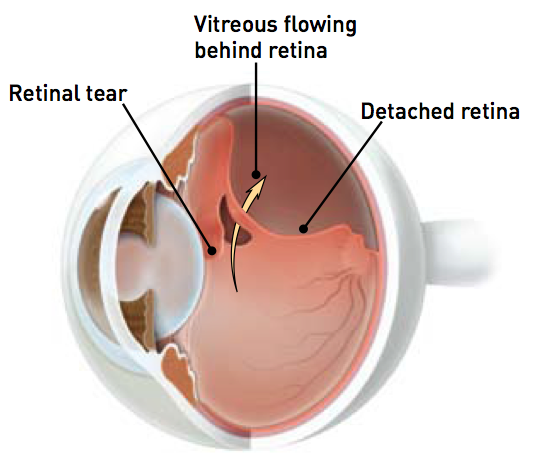 Vitreous flowing
behind retina
Retinal tear
Detached retina